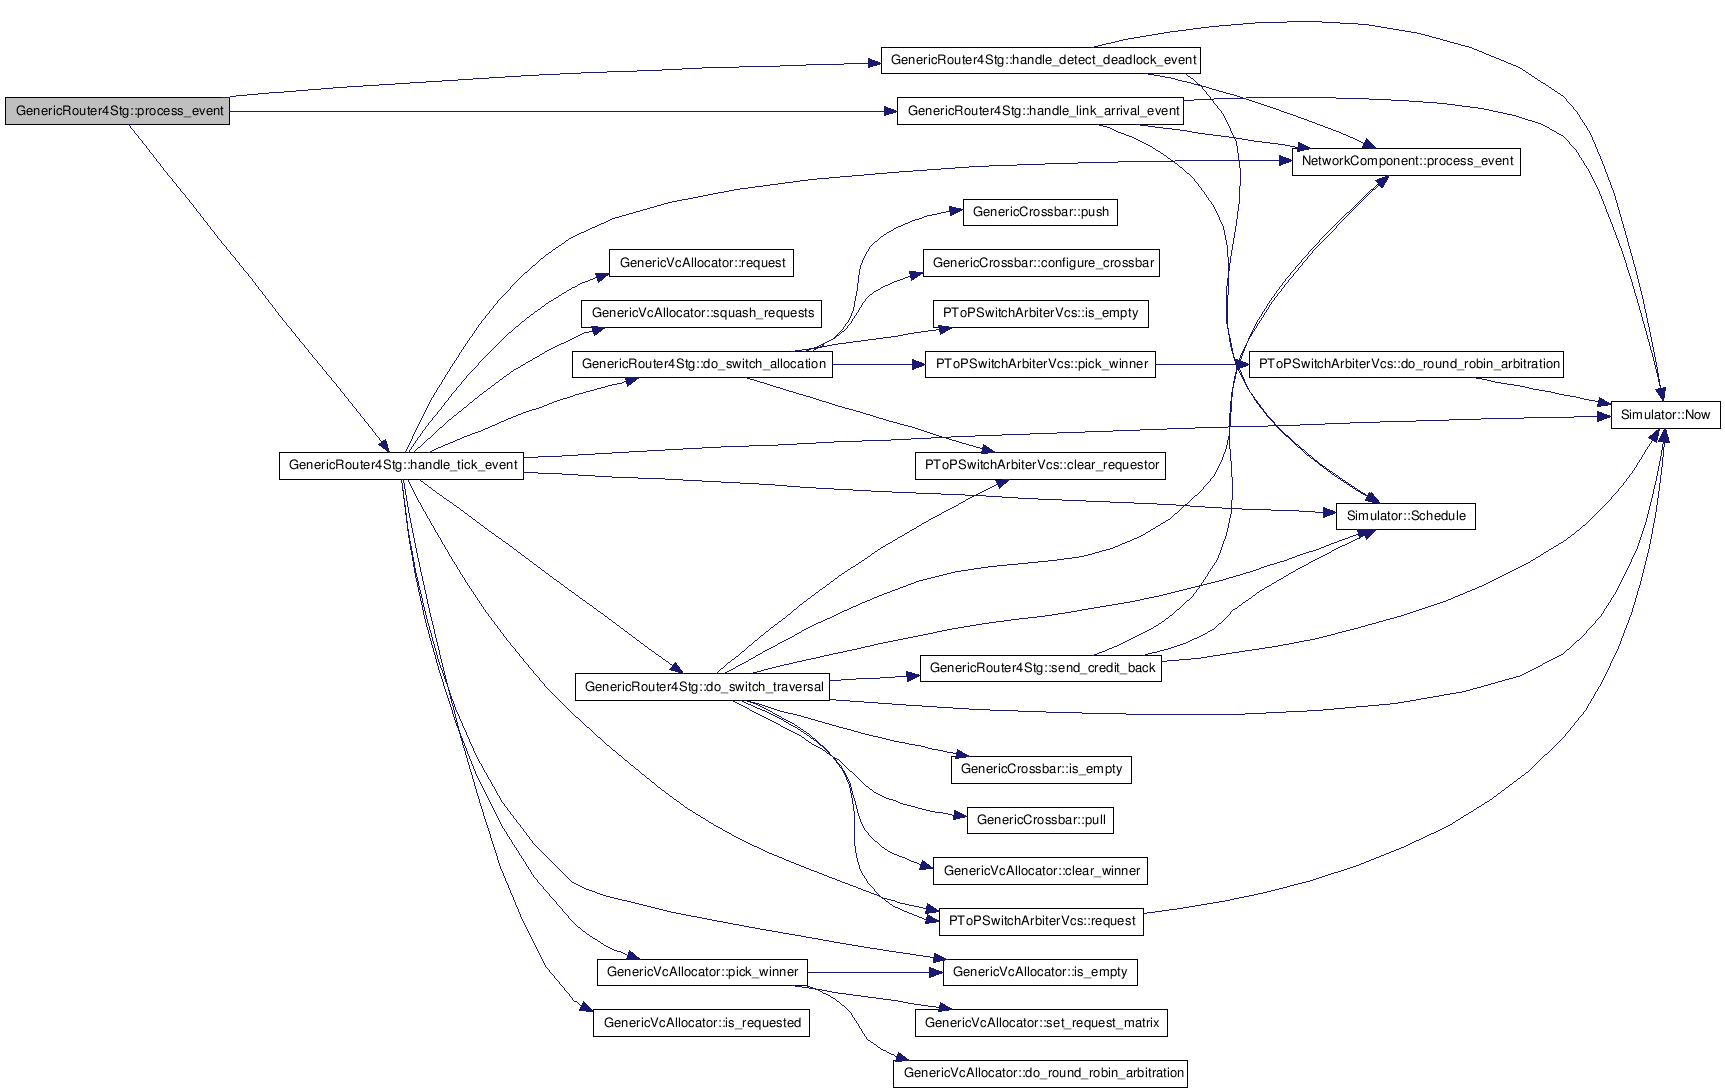 GenericRouter4Stg::handle_detect_deadlock_event
GenericRouter4Stg::process_event
GenericRouter4Stg::handle_link_arrival_event
NetworkComponent::process_event
GenericCrossbar::push
GenericVcAllocator::request
GenericCrossbar::configure_crossbar
GenericVcAllocator::squash_requests
PToPSwitchArbiterVcs::is_empty
GenericRouter4Stg::do_switch_allocation
PToPSwitchArbiterVcs::pick_winner
PToPSwitchArbiterVcs::do_round_robin_arbitration
Simulator::Now
GenericRouter4Stg::handle_tick_event
PToPSwitchArbiterVcs::clear_requestor
Simulator::Schedule
GenericRouter4Stg::send_credit_back
GenericRouter4Stg::do_switch_traversal
GenericCrossbar::is_empty
GenericCrossbar::pull
GenericVcAllocator::clear_winner
PToPSwitchArbiterVcs::request
GenericVcAllocator::pick_winner
GenericVcAllocator::is_empty
GenericVcAllocator::is_requested
GenericVcAllocator::set_request_matrix
GenericVcAllocator::do_round_robin_arbitration